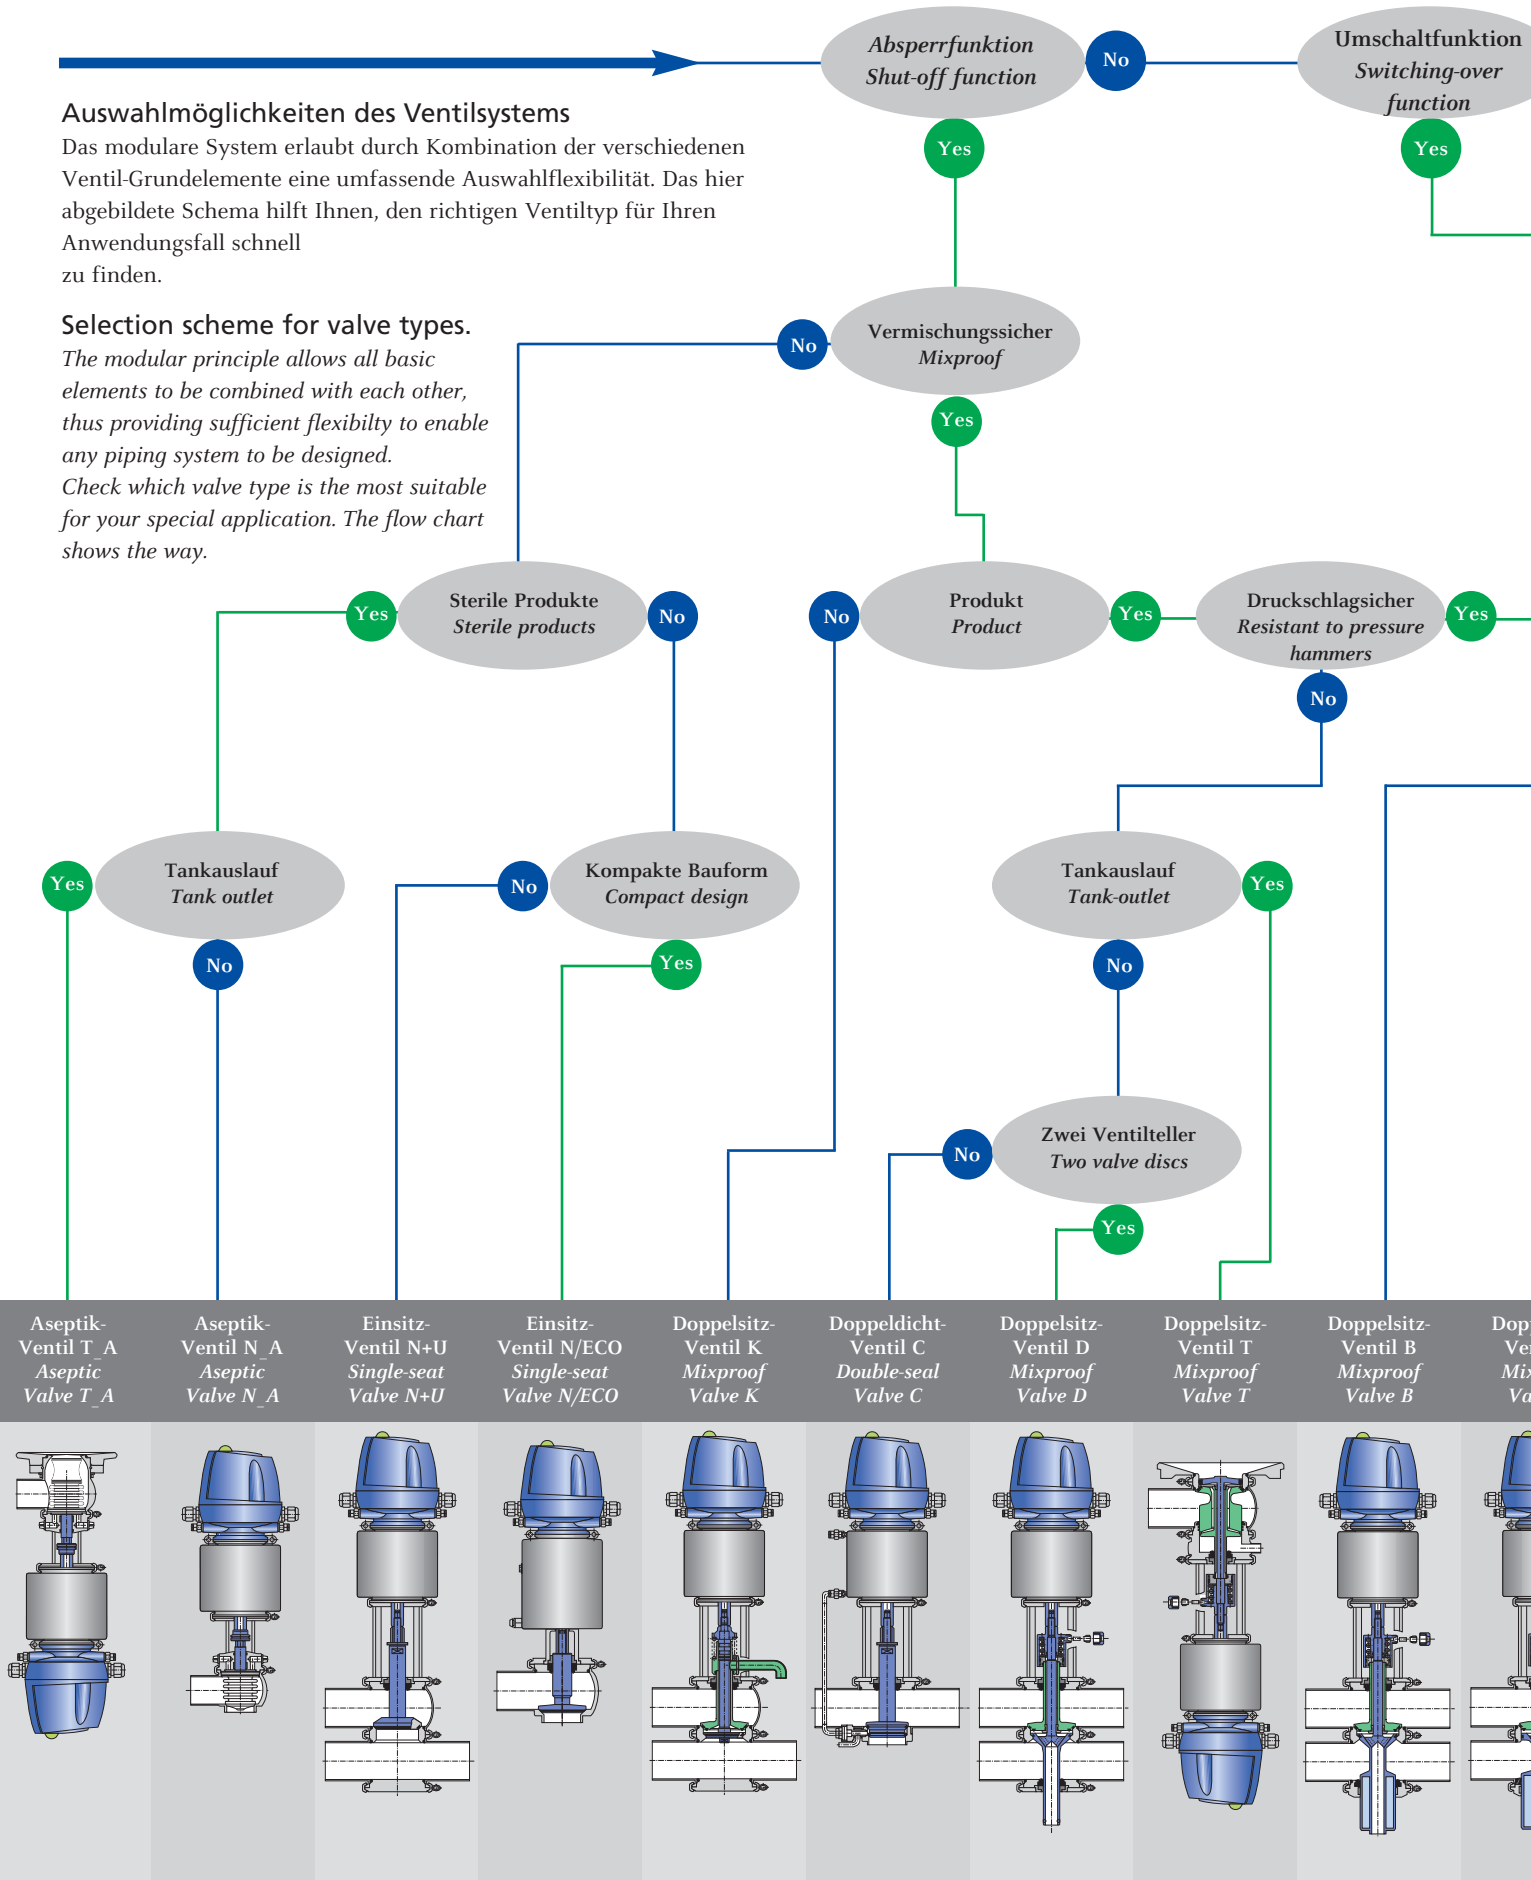 Absperrfunktion
Shut-off function
No
Umschaltfunktion
Switching-over
function
Yes
Yes
Auswahlmöglichkeiten des Ventilsystems
Das modulare System erlaubt durch Kombination der verschiedenen
Ventil-Grundelemente eine umfassende Auswahlflexibilität. Das hier
abgebildete Schema hilft Ihnen, den richtigen Ventiltyp für Ihren
Anwendungsfall schnell
zu finden.
Selection scheme for valve types.
The modular principle allows all basic
elements to be combined with each other,
thus providing sufficient flexibilty to enable
any piping system to be designed.
Check which valve type is the most suitable
for your special application. The flow chart
shows the way.
No
Vermischungssicher
Mixproof
Yes
Yes
Sterile Produkte
Sterile products
No
No
Produkt
Product
Yes
Druckschlagsicher
Resistant to pressure
hammers
Yes
No
Yes
Tankauslauf
Tank outlet
No
No
Kompakte Bauform
Compact design
Yes
Tankauslauf
Tank-outlet
Yes
No
Zwei Ventilteller
Two valve discs
No
Yes
Aseptik-
Ventil T_A
Aseptic
Valve T_A
Aseptik-
Ventil N_A
Aseptic
Valve N_A
Einsitz-
Ventil N+U
Single-seat
Valve N+U
Einsitz-
Ventil N/ECO
Single-seat
Valve N/ECO
Doppelsitz-
Ventil K
Mixproof
Valve K
Doppeldicht-
Ventil C
Double-seal
Valve C
Doppelsitz-
Ventil D
Mixproof
Valve D
Doppelsitz-
Ventil T
Mixproof
Valve T
Doppelsitz-
Ventil B
Mixproof
Valve B